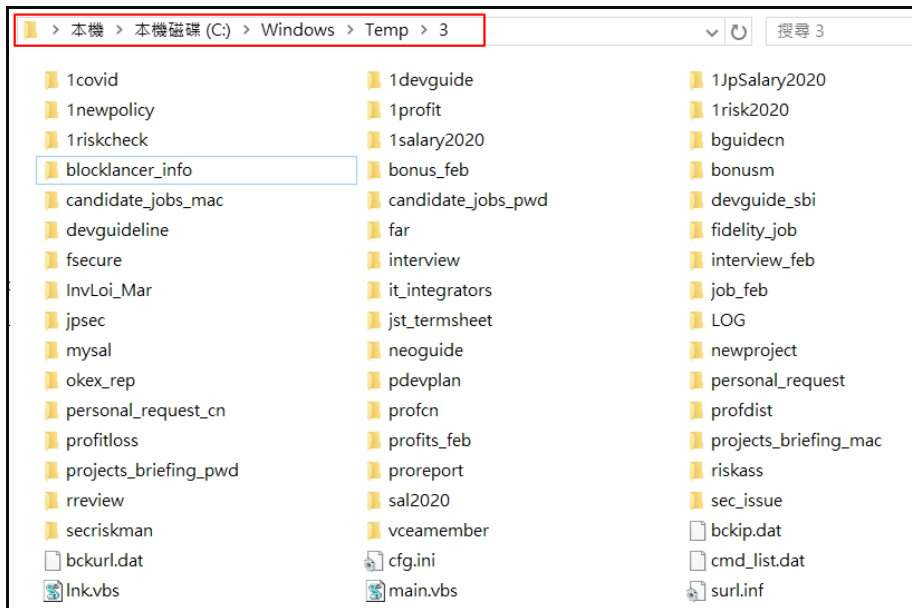 本機 > 本機磁碟 (C:) > Windows > Temp > 3 搜尋 3
1covid 1devguide 1JpSalary2020
1newpolicy 1profit 1risk2020
1riskcheck 1salary2020 bguidecn
blocklancer_info bonus_feb bonusm
candidate_jobs_mac candidate_jobs_pwd devguide_sbi
devguideline far fidelity_job
fsecure interview interview_feb
InvLoi_Mar it_integrators job_feb
jpsec jst_termsheet LOG
mysal neoguide newproject
okex_rep pdevplan personal_request
personal_request_cn profcn profdist
profitloss profits_feb projects_briefing_mac
projects_briefing_pwd proreport riskass
rreview sal2020 sec_issue
secriskman vceamember bckip.dat
bckurl.dat cfg.ini cmd_list.dat
lnk.vbs main.vbs surl.inf